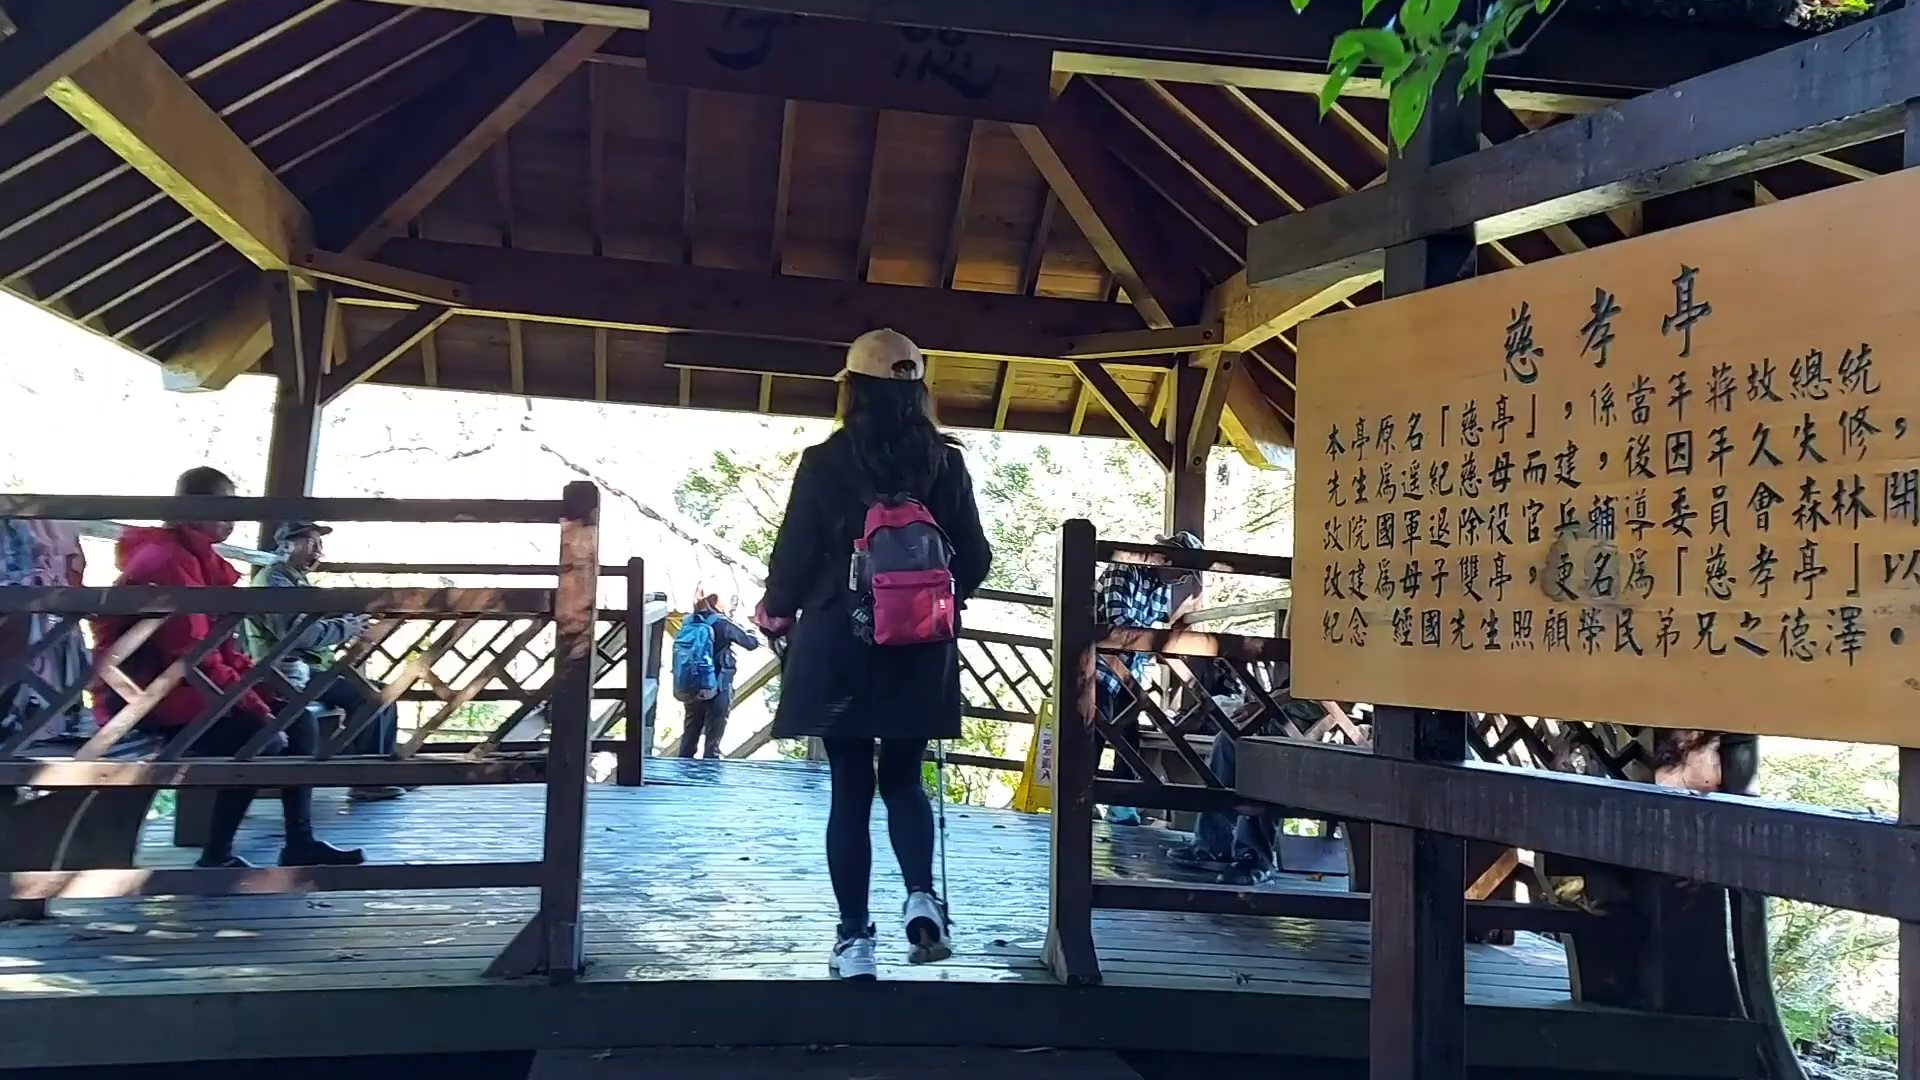 慈
慈孝亭
本亭原名「慈亭」，係當年蔣故總統
先生爲遥紀慈母而建，後因年久失修，
政院國軍退除役官兵輔導委員會森林開
改建爲母子雙亭，更名爲「慈孝亭」以
紀念 經國先生照顧榮民弟兄之德澤。